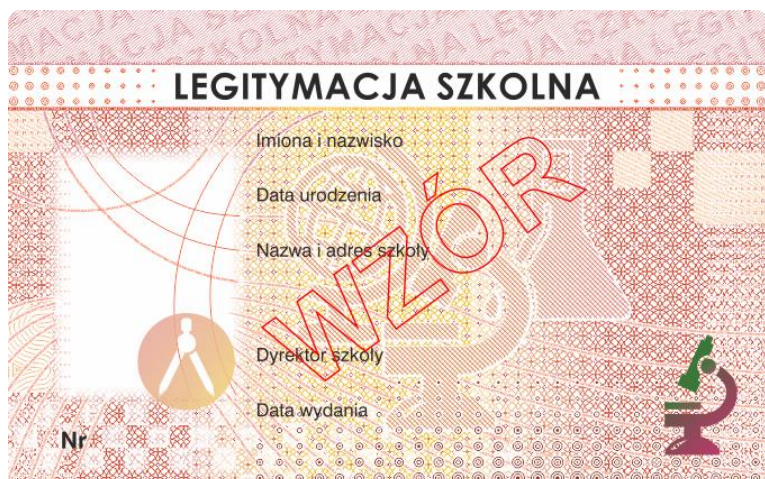 LEGITYMACJA SZKOLNA
Imiona i nazwisko
Data urodzenia
Nazwa i adres szkoły
WZÓR
Dyrektor szkoły
Data wydania
Nr